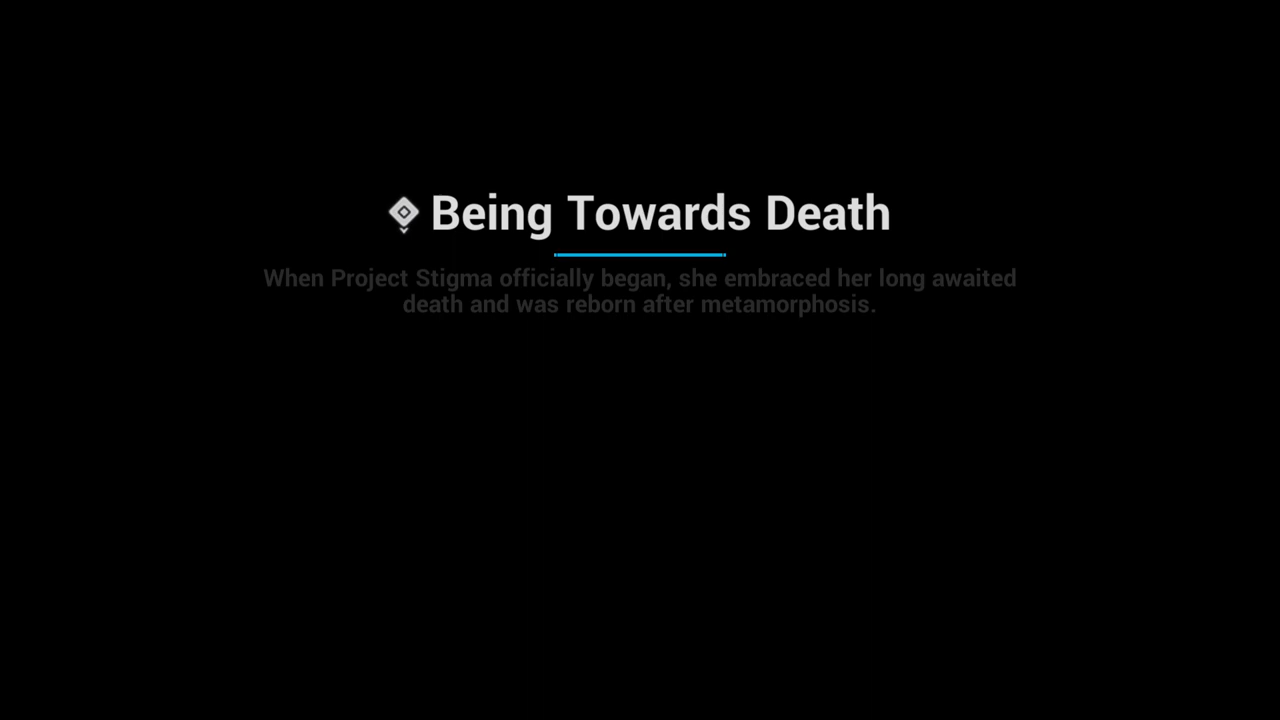 Being Towards Death
When Project Stigma officially began, she embraced her long awaited
death and was reborn after metamorphosis.